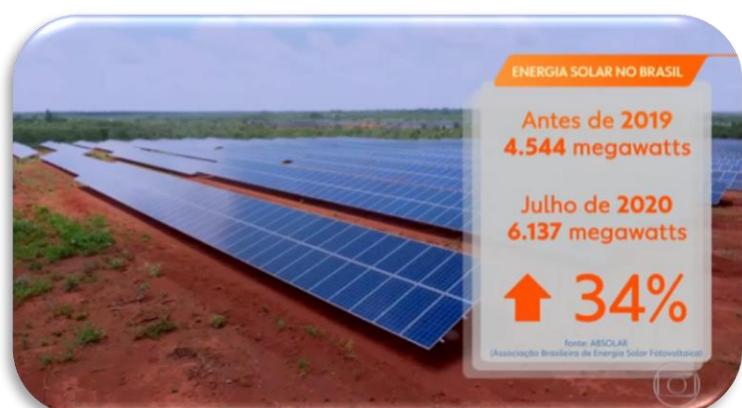 ENERGIA SOLAR NO BRASIL
Antes de 2019
4.544 megawatts
Julho de 2020
6.137 megawatts
34%
fonte: ABSOLAR
(Associação Brasileira de Energia Solar Fotovoltaica)